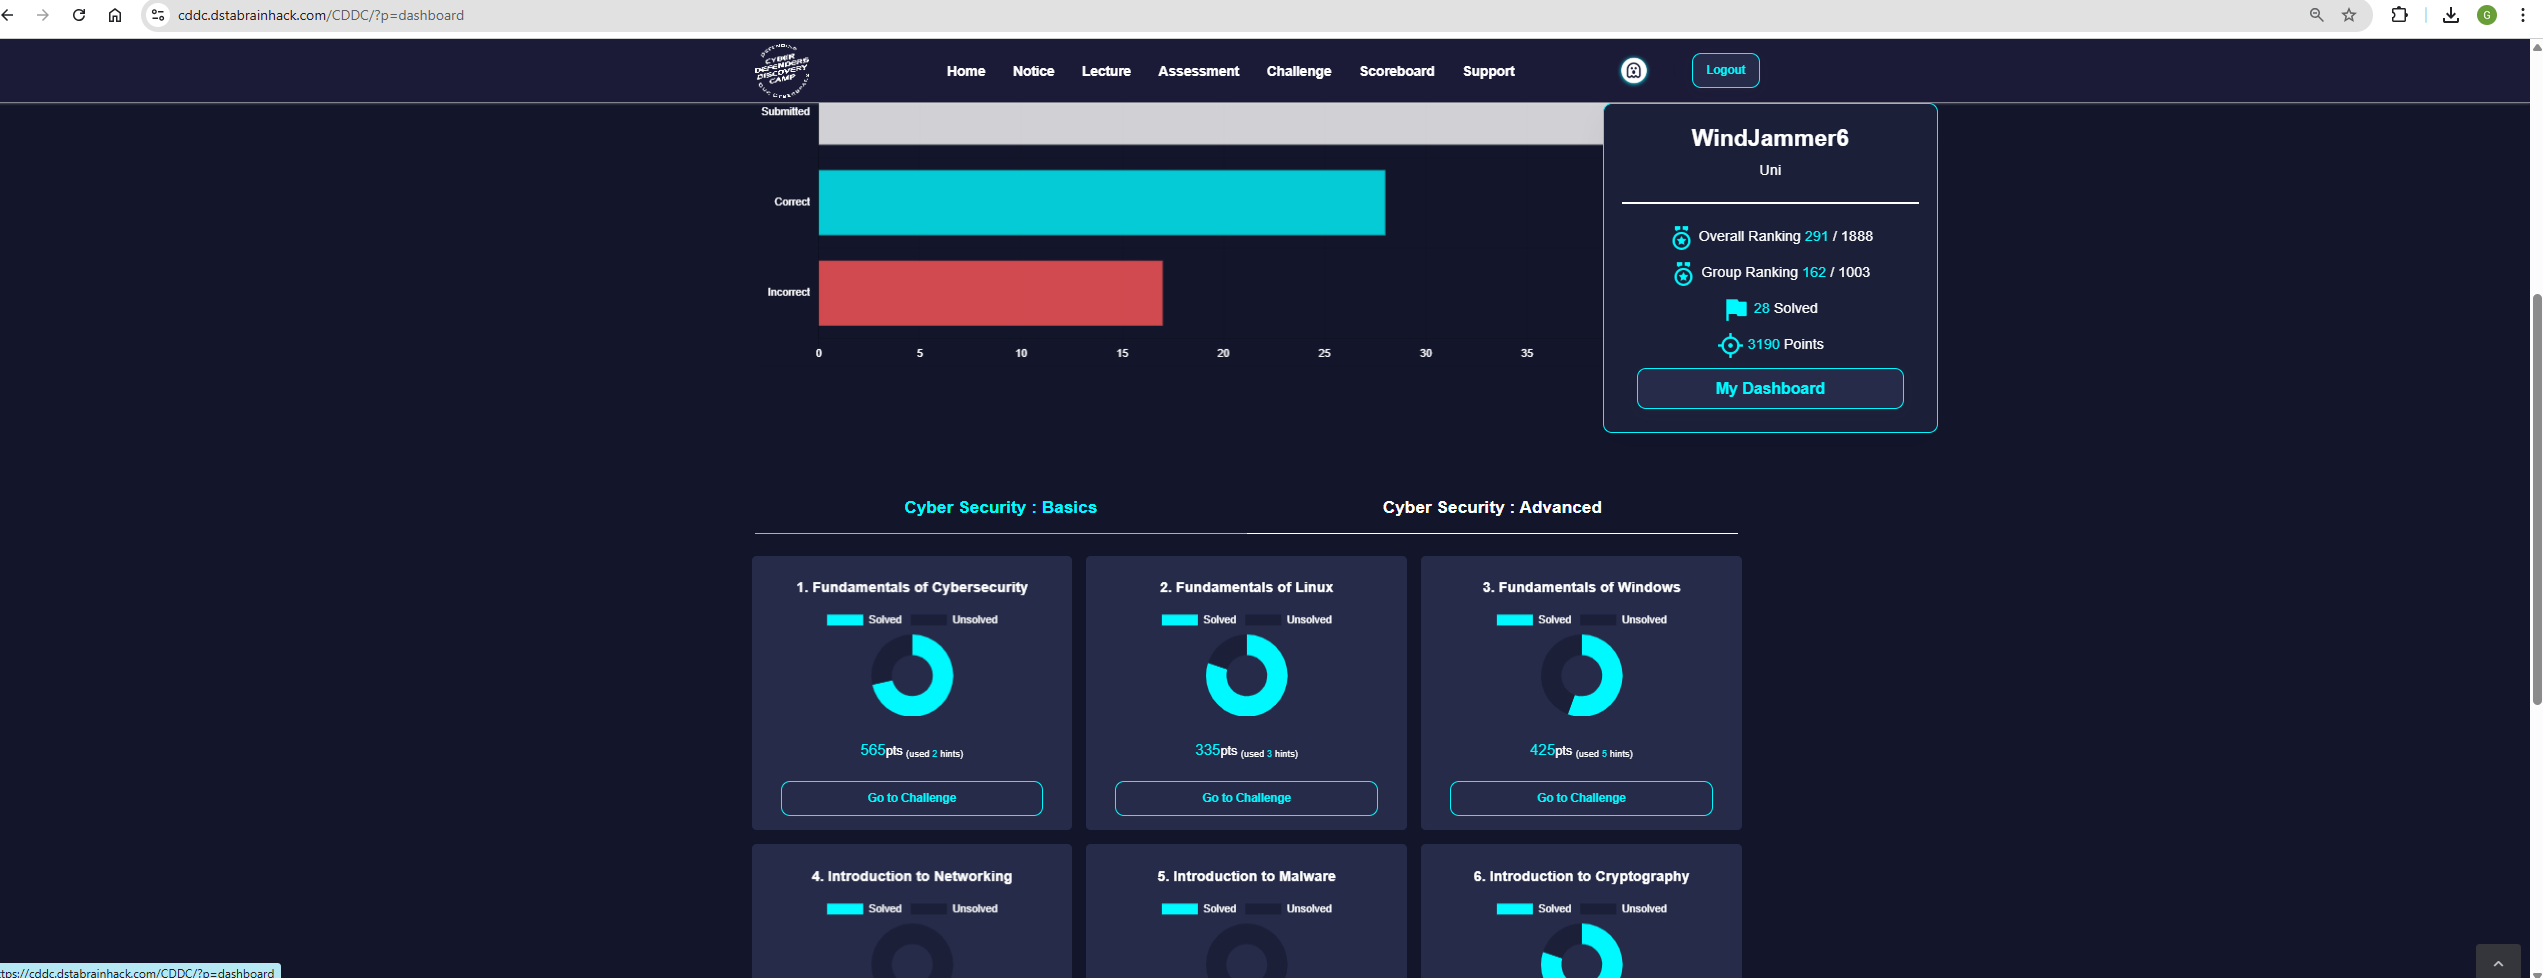 cddc.dstabrainhack.com/CDDC/?p=dashboard
G
CYBER
DEFENDERS
DISCOVERY
CAMP
Home Notice Lecture Assessment Challenge Scoreboard Support
Logout
Submitted
Correct
Incorrect
0 5 10 15 20 25 30 35
WindJammer6
Uni
Overall Ranking 291 / 1888
Group Ranking 162 / 1003
28 Solved
3190 Points
My Dashboard
Cyber Security : Basics
Cyber Security : Advanced
1. Fundamentals of Cybersecurity
Solved Unsolved
565pts (used 2 hints)
Go to Challenge
2. Fundamentals of Linux
Solved Unsolved
335pts (used 3 hints)
Go to Challenge
3. Fundamentals of Windows
Solved Unsolved
425pts (used 5 hints)
Go to Challenge
4. Introduction to Networking
Solved Unsolved
5. Introduction to Malware
Solved Unsolved
6. Introduction to Cryptography
Solved Unsolved
ttps://cddc.dstabrainhack.com/CDDC/?p=dashboard